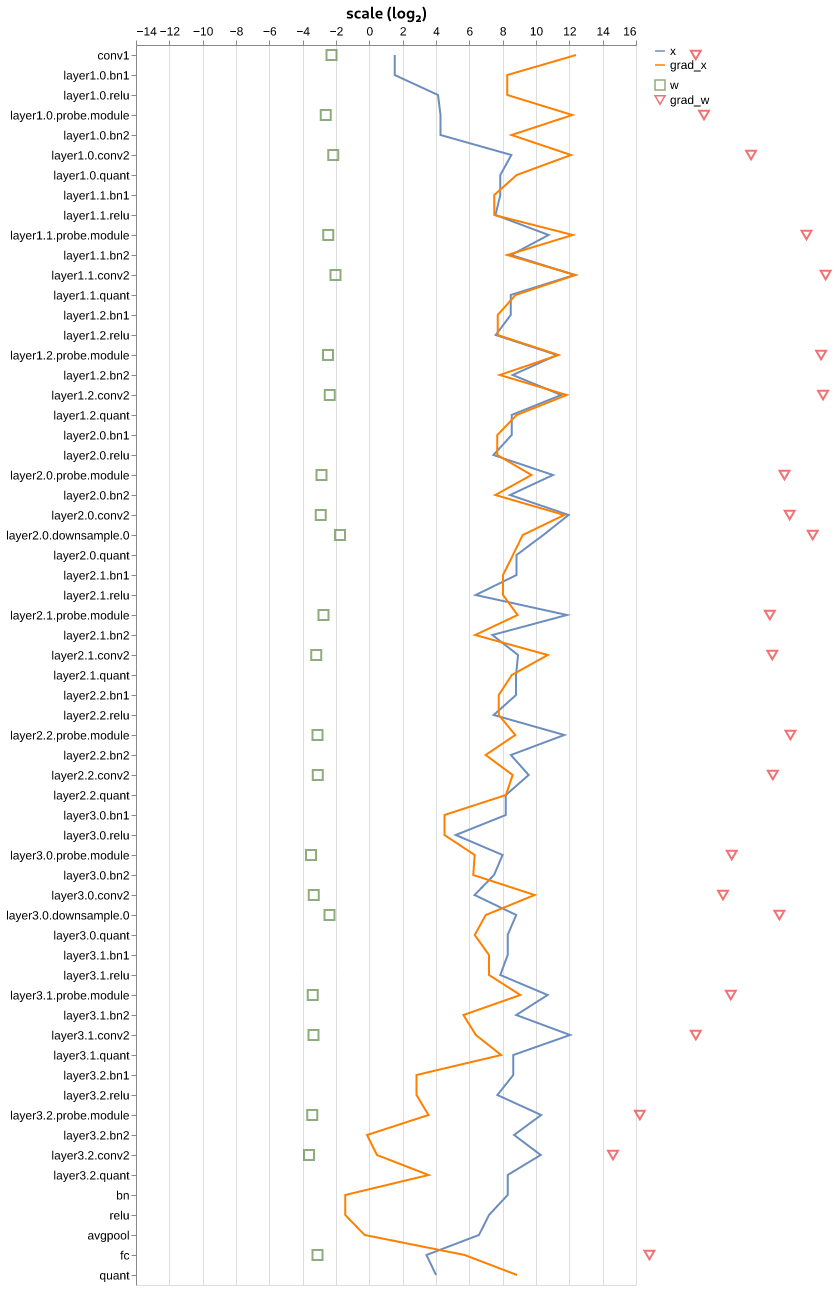 scale (log₂)
−14 −12 −10 −8 −6 −4 −2 0 2 4 6 8 10 12 14 16
x
grad_x
w
grad_w
conv1
layer1.0.bn1
layer1.0.relu
layer1.0.probe.module
layer1.0.bn2
layer1.0.conv2
layer1.0.quant
layer1.1.bn1
layer1.1.relu
layer1.1.probe.module
layer1.1.bn2
layer1.1.conv2
layer1.1.quant
layer1.2.bn1
layer1.2.relu
layer1.2.probe.module
layer1.2.bn2
layer1.2.conv2
layer1.2.quant
layer2.0.bn1
layer2.0.relu
layer2.0.probe.module
layer2.0.bn2
layer2.0.conv2
layer2.0.downsample.0
layer2.0.quant
layer2.1.bn1
layer2.1.relu
layer2.1.probe.module
layer2.1.bn2
layer2.1.conv2
layer2.1.quant
layer2.2.bn1
layer2.2.relu
layer2.2.probe.module
layer2.2.bn2
layer2.2.conv2
layer2.2.quant
layer3.0.bn1
layer3.0.relu
layer3.0.probe.module
layer3.0.bn2
layer3.0.conv2
layer3.0.downsample.0
layer3.0.quant
layer3.1.bn1
layer3.1.relu
layer3.1.probe.module
layer3.1.bn2
layer3.1.conv2
layer3.1.quant
layer3.2.bn1
layer3.2.relu
layer3.2.probe.module
layer3.2.bn2
layer3.2.conv2
layer3.2.quant
bn
relu
avgpool
fc
quant